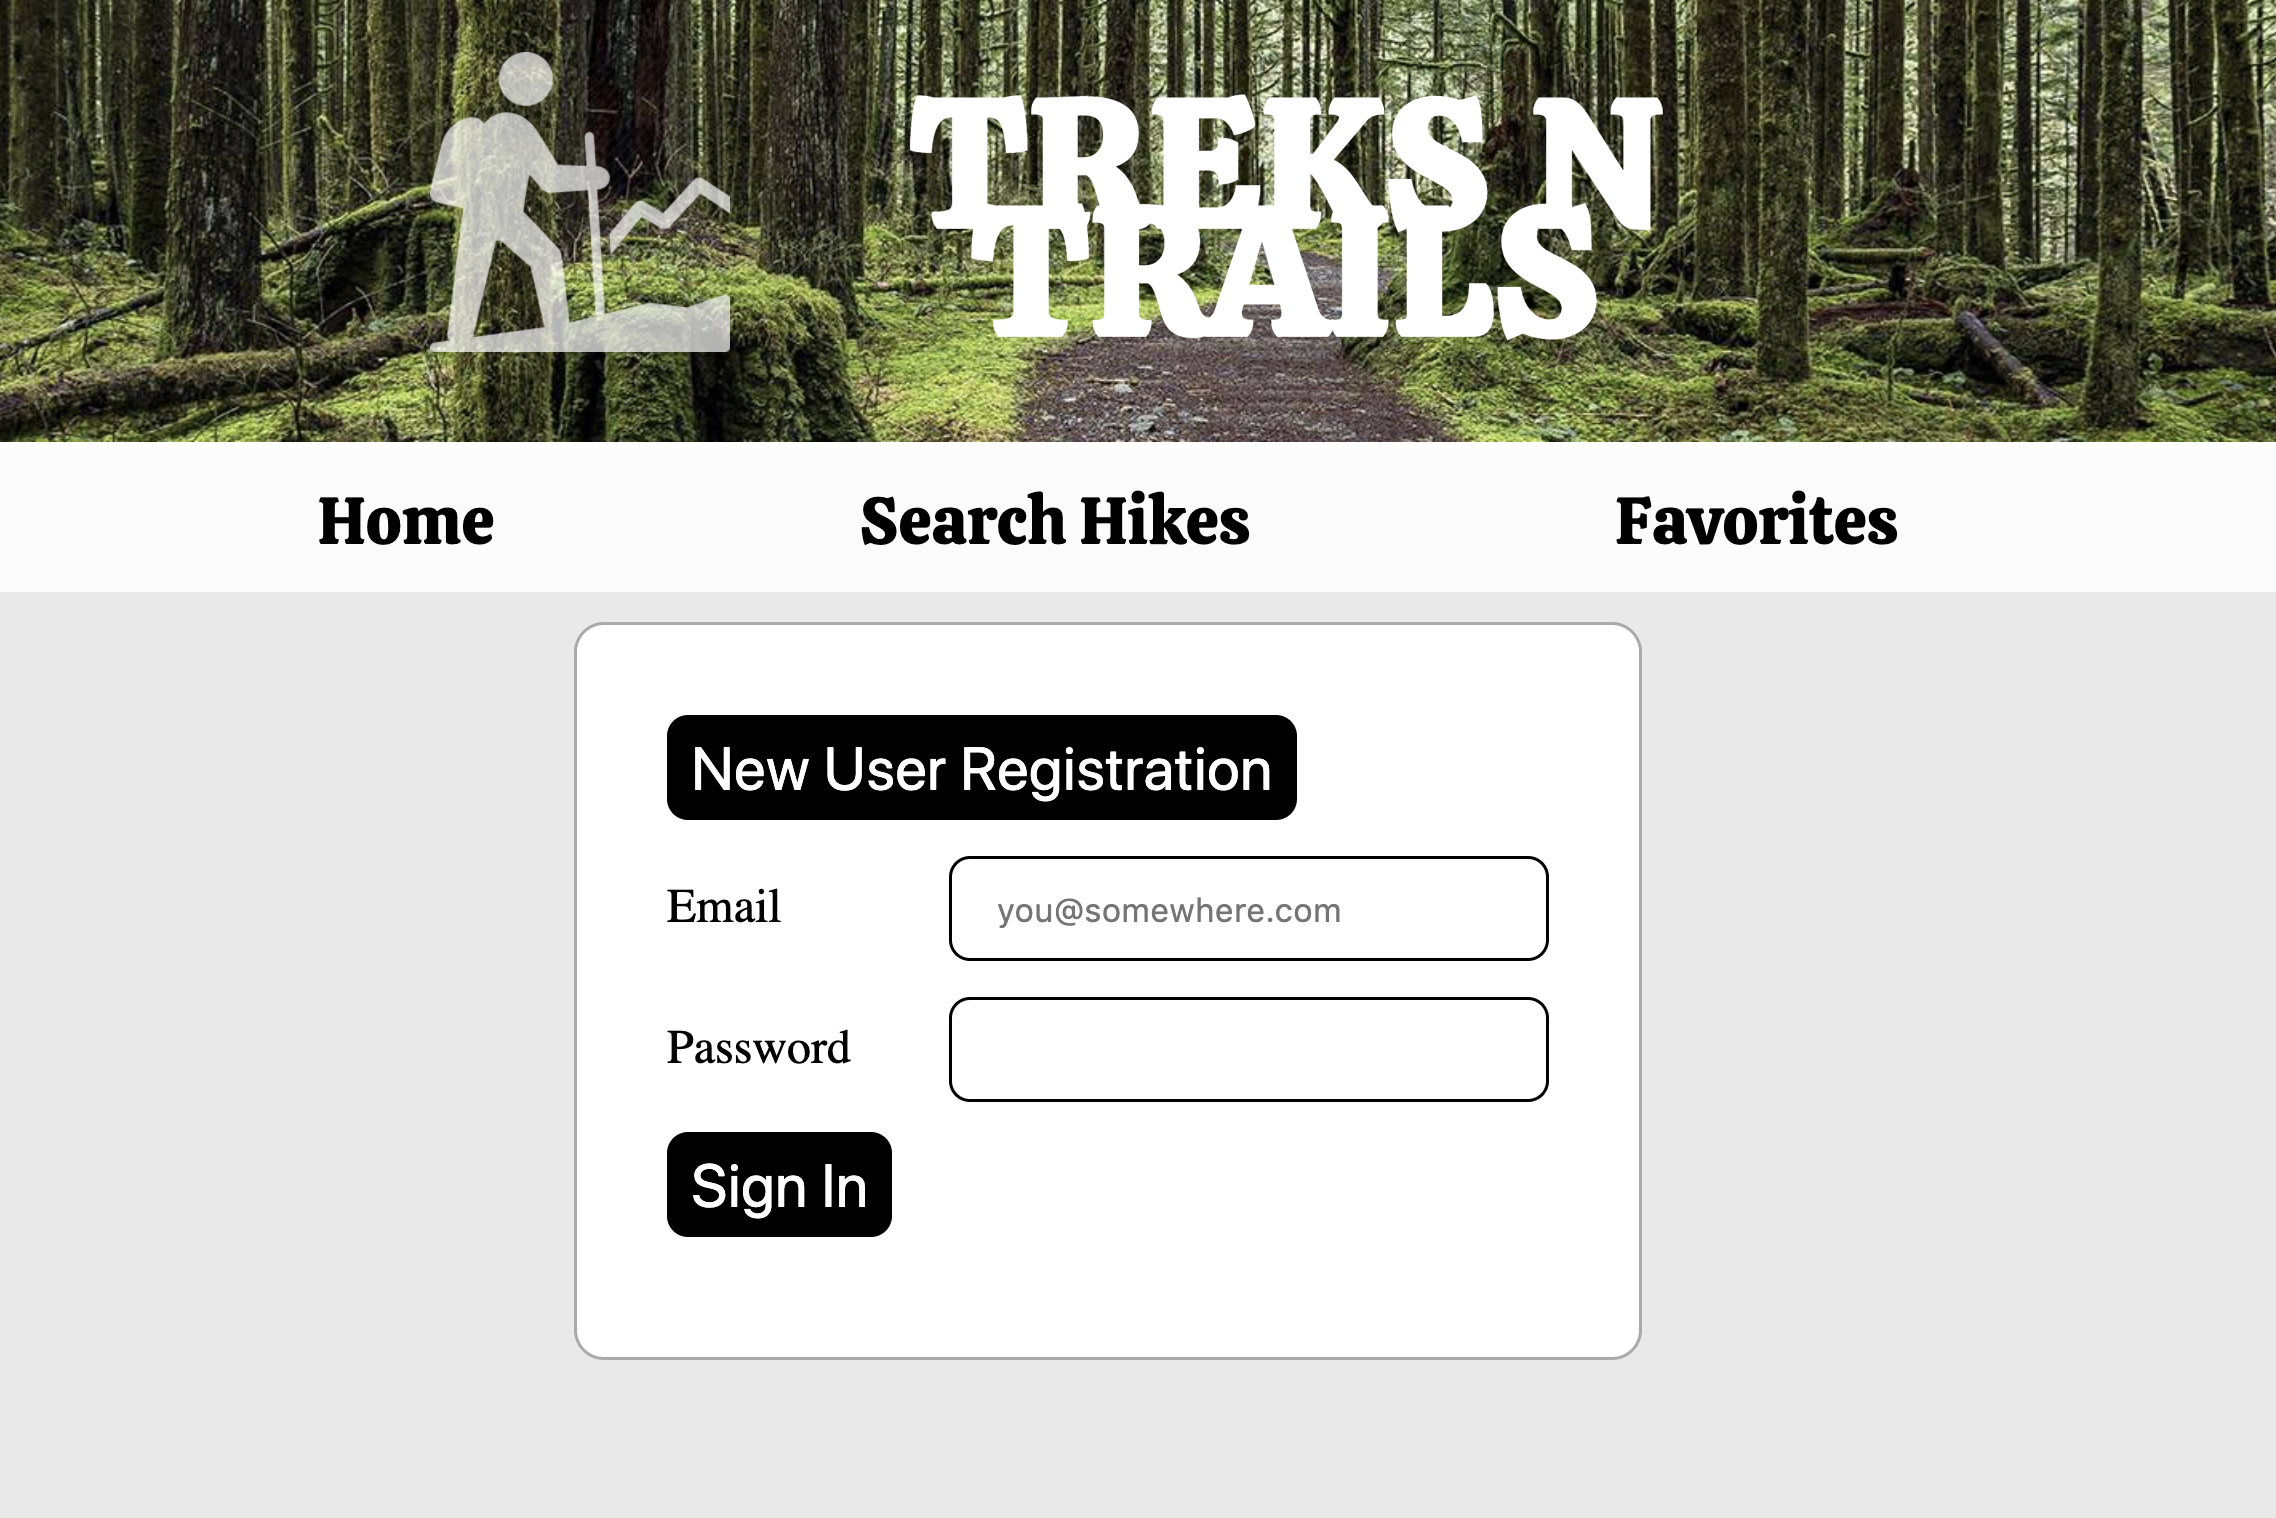 TREKS N
TRAILS
Home
Search Hikes
Favorites
New User Registration
Email
you@somewhere.com
Password
Sign In